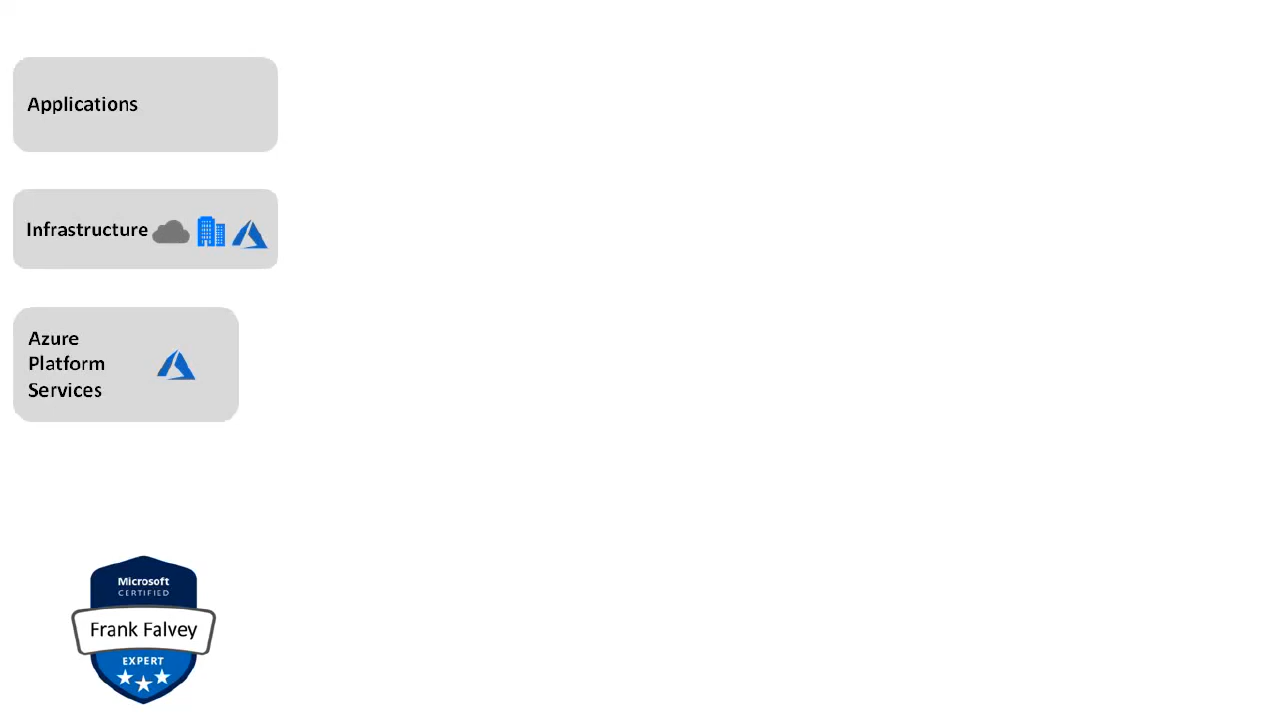 Applications
Infrastructure
Azure
Platform
Services
Microsoft
CERTIFIED
Frank Falvey
EXPERT